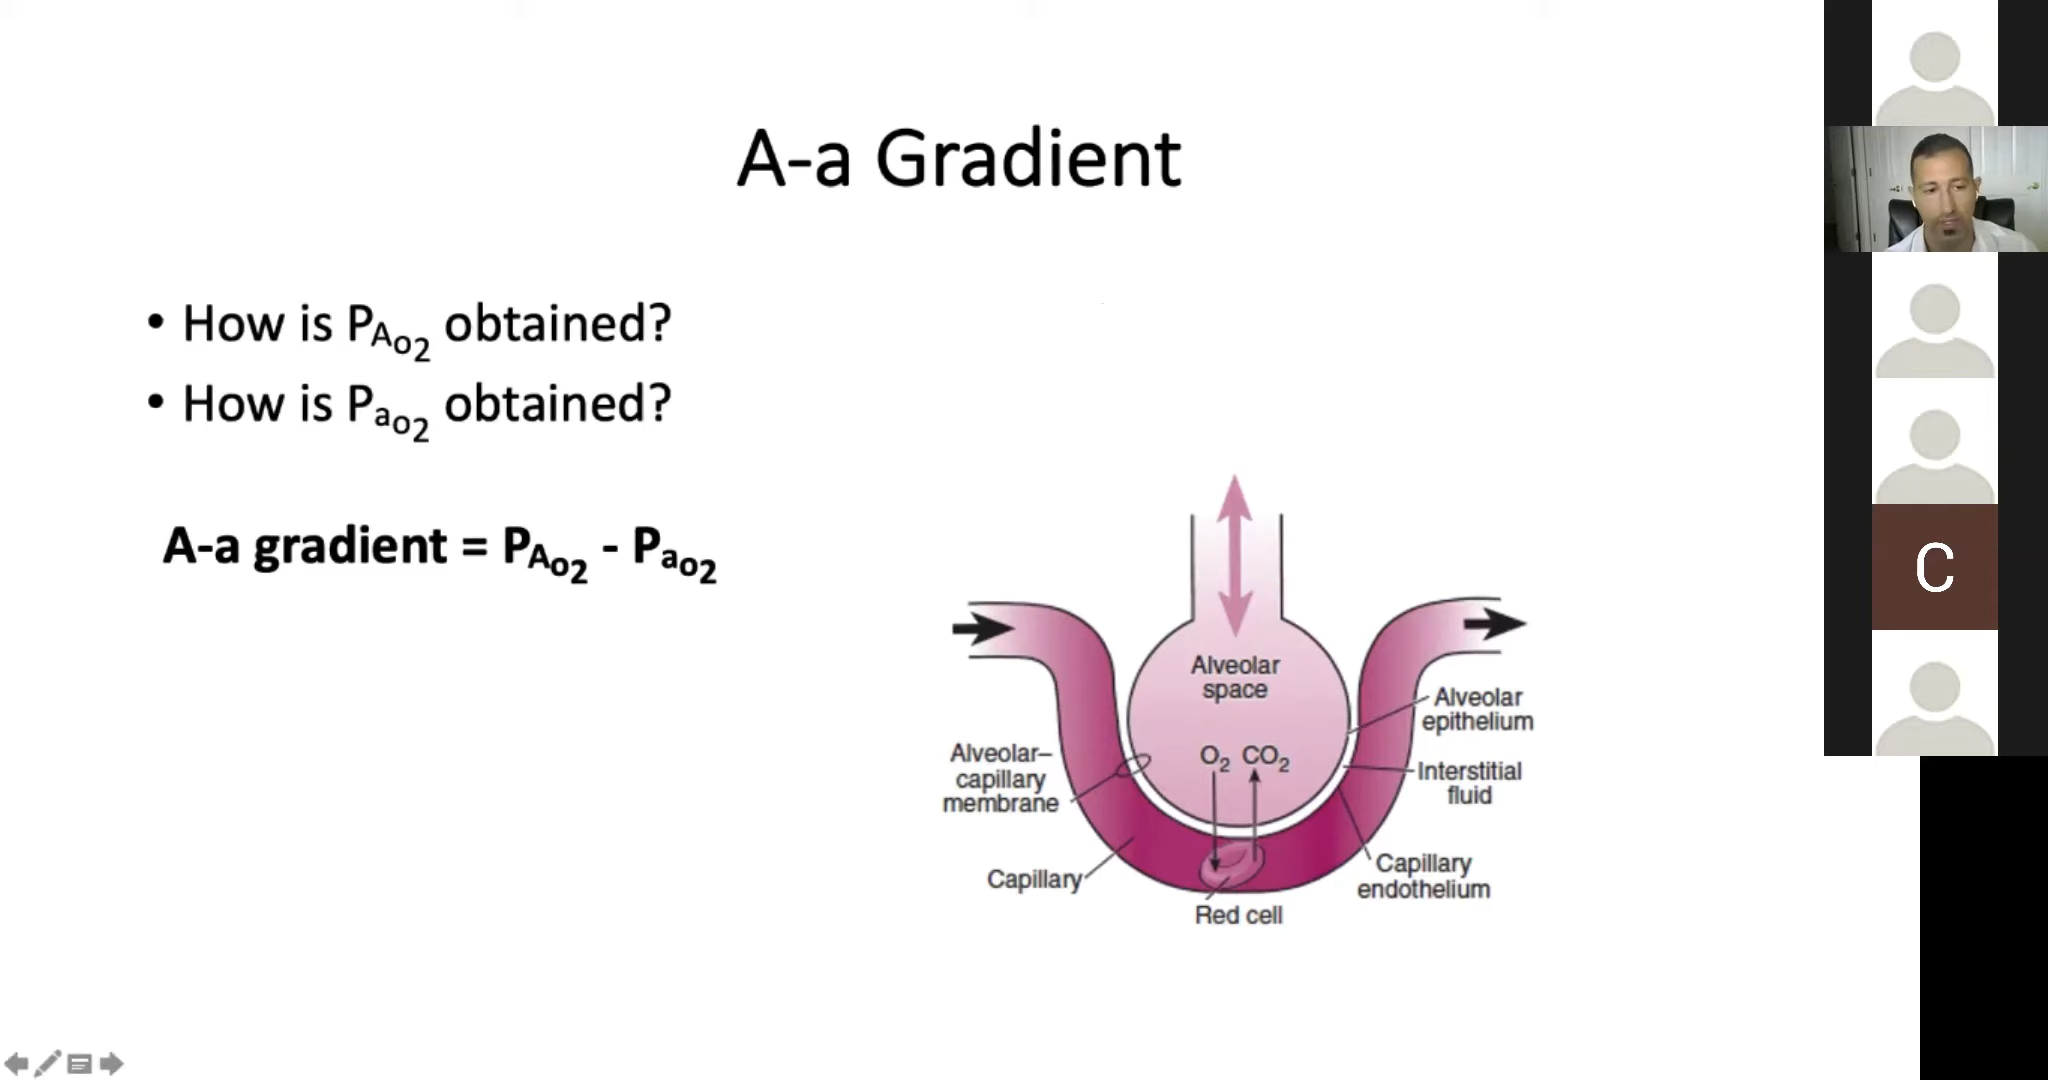 A-a Gradient
• How is PAo2 obtained?
• How is Pao2 obtained?
A-a gradient = PAo2 - Pao2
Alveolar
space
O2 CO2
Alveolar–
capillary
membrane
Capillary
Red cell
Alveolar
epithelium
Interstitial
fluid
Capillary
endothelium
C